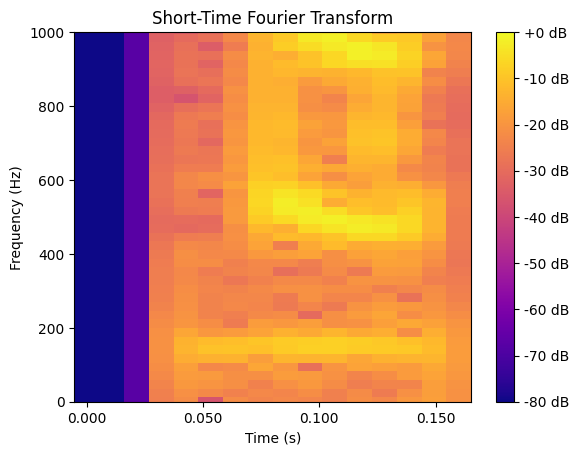 Short-Time Fourier Transform
1000
800
600
400
200
0
Frequency (Hz)
0.000
0.050
0.100
0.150
Time (s)
+0 dB
-10 dB
-20 dB
-30 dB
-40 dB
-50 dB
-60 dB
-70 dB
-80 dB